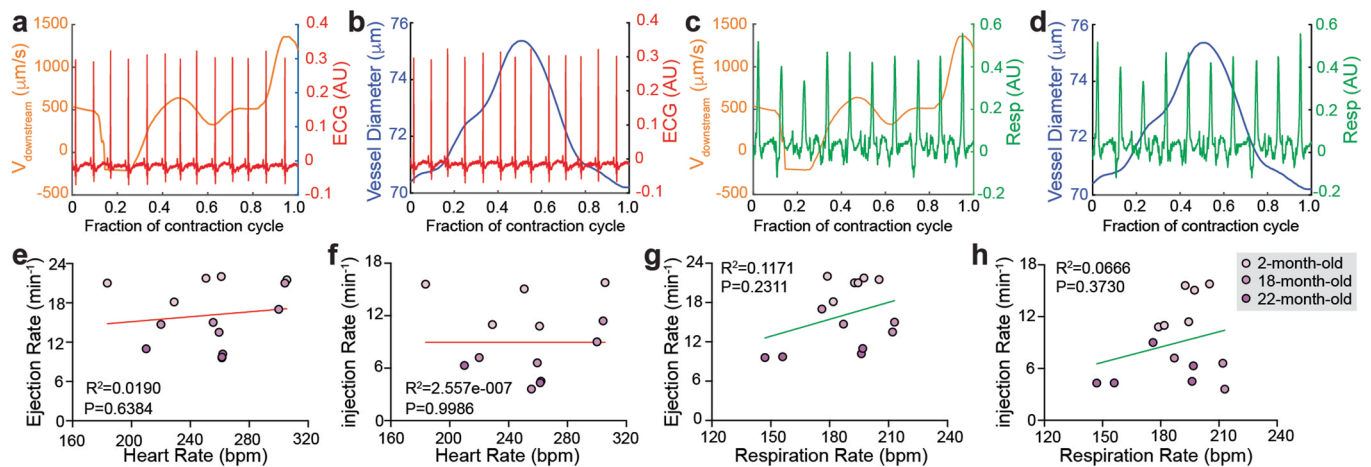 a
1500
1000
500
0
-500
V downstream (μm/s)
0.4
0.3
0.2
0.1
0
-0.1
ECG (AU)
0 0.2 0.4 0.6 0.8 1.0
Fraction of contraction cycle
b
76
74
72
70
Vessel Diameter (μm)
0.4
0.3
0.2
0.1
0
-0.1
ECG (AU)
0 0.2 0.4 0.6 0.8 1.0
Fraction of contraction cycle
c
1500
1000
500
0
-500
V downstream (μm/s)
0.6
0.4
0.2
0
-0.2
Resp (AU)
0 0.2 0.4 0.6 0.8 1.0
Fraction of contraction cycle
d
76
74
72
70
Vessel Diameter (μm)
0.6
0.4
0.2
0
-0.2
Resp (AU)
0 0.2 0.4 0.6 0.8 1.0
Fraction of contraction cycle
e
Ejection Rate (min⁻¹)
24
18
12
6
0
R²=0.0190
P=0.6384
160 200 240 280 320
Heart Rate (bpm)
f
injection Rate (min⁻¹)
24
18
12
6
0
R²=2.557e-007
P=0.9986
160 200 240 280 320
Heart Rate (bpm)
g
Ejection Rate (min⁻¹)
24
18
12
6
0
R²=0.1171
P=0.2311
120 150 180 210 240
Respiration Rate (bpm)
h
injection Rate (min⁻¹)
24
18
12
6
0
R²=0.0666
P=0.3730
120 150 180 210 240
Respiration Rate (bpm)
2-month-old
18-month-old
22-month-old